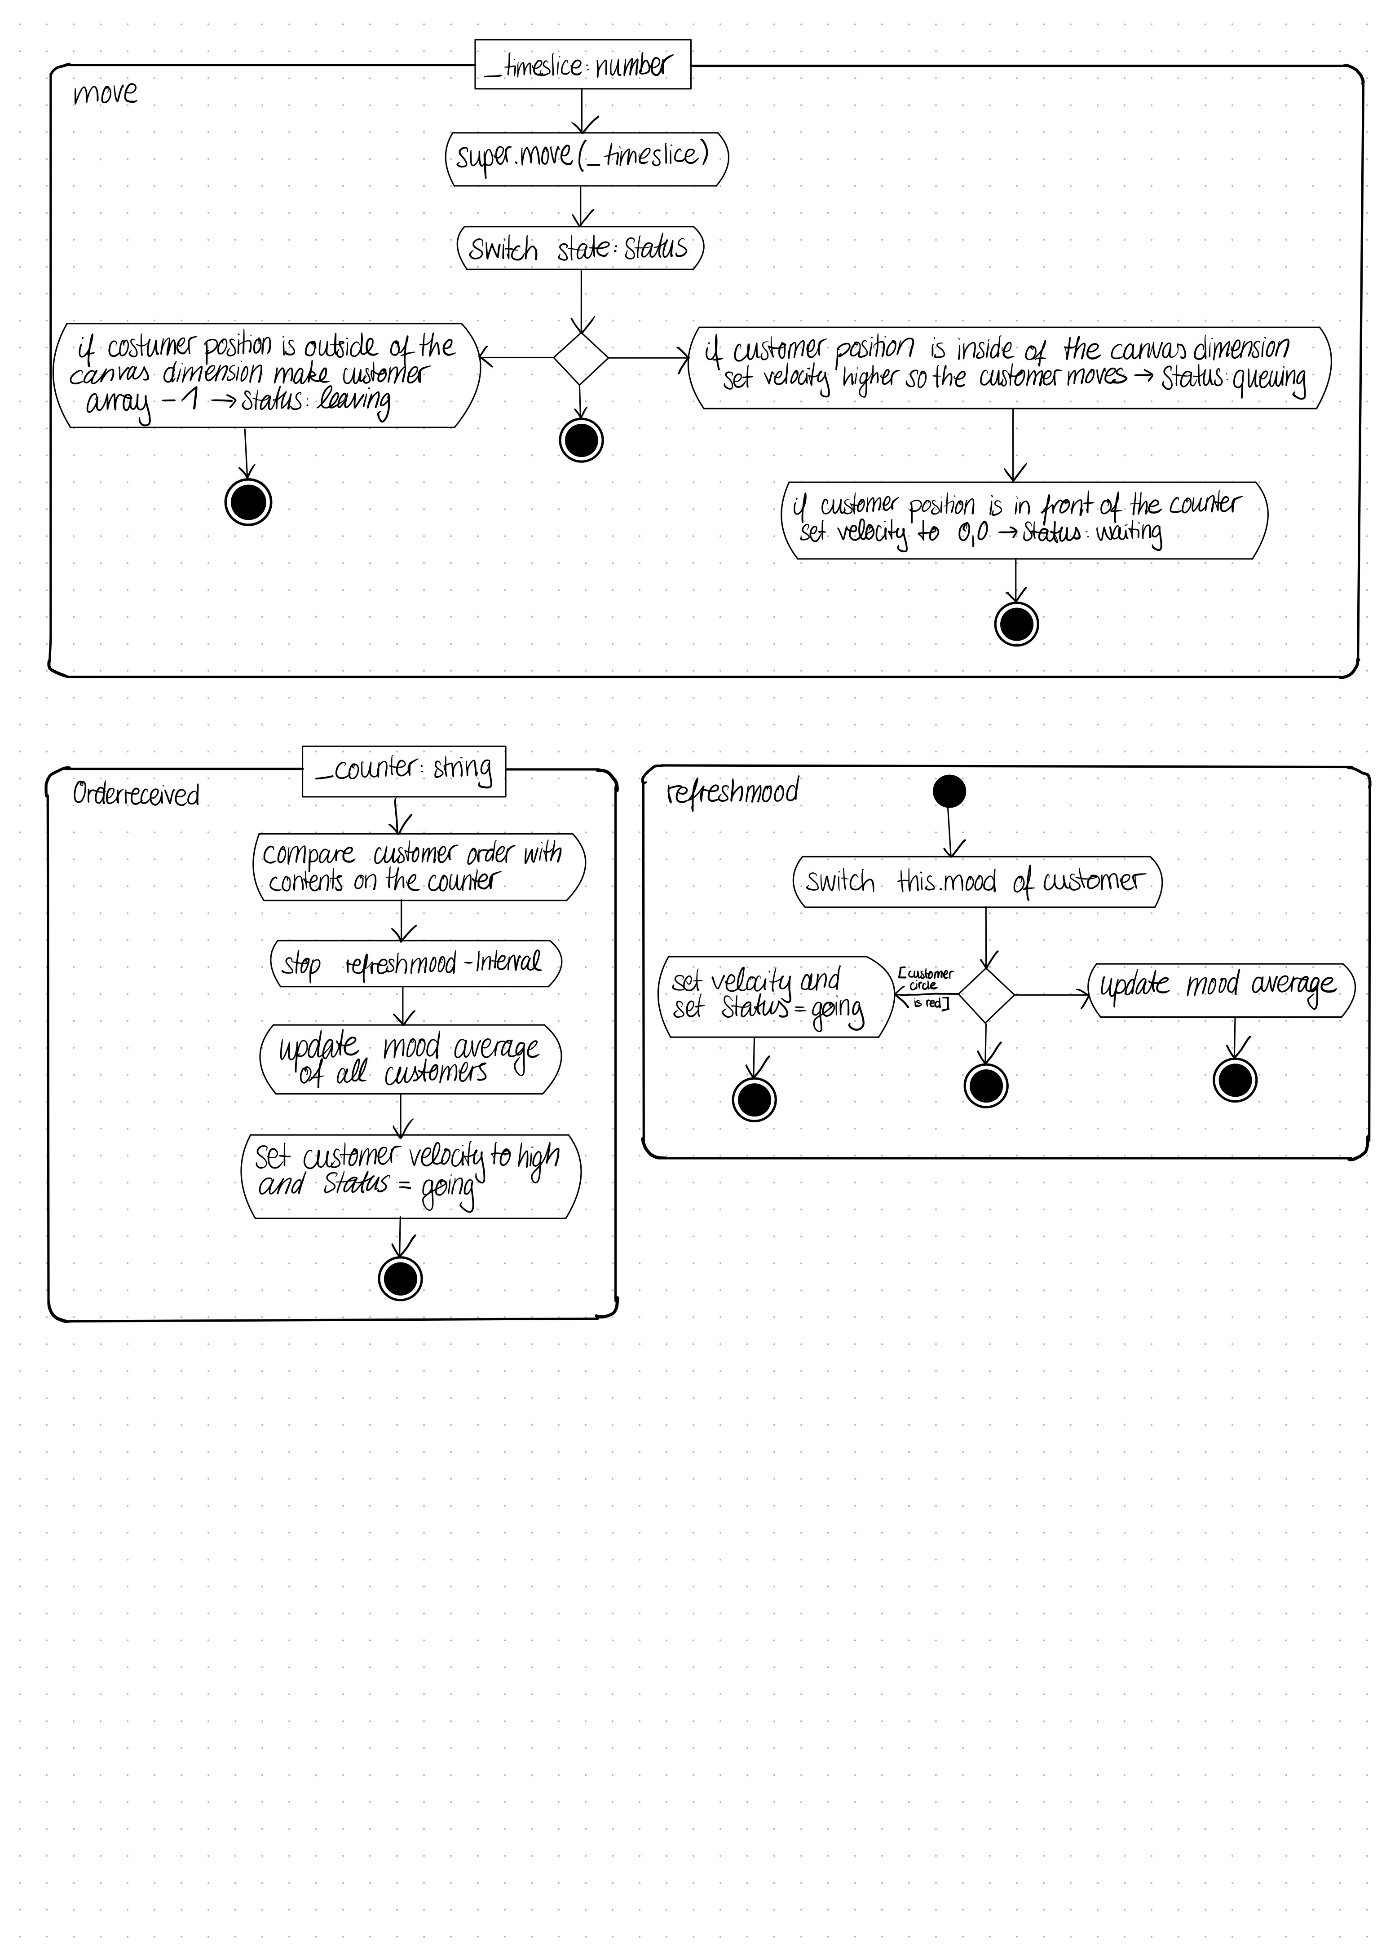 _timeslice: number
move
super.move(_timeslice)
switch state: Status
if costumer position is outside of the
canvas dimension make customer
array -1 → Status: leaving
if customer position is inside of the canvas dimension
set velocity higher so the customer moves → Status: queuing
if customer position is in front of the counter
set velocity to 0,0 → Status: waiting
_counter: string
Orderreceived
compare customer order with
contents on the counter
stop refreshmood-Interval
update mood average
of all customers
set customer velocity to high
and Status = going
refreshmood
switch this.mood of customer
[customer
circle
is red]
set velocity and
set Status = going
update mood average